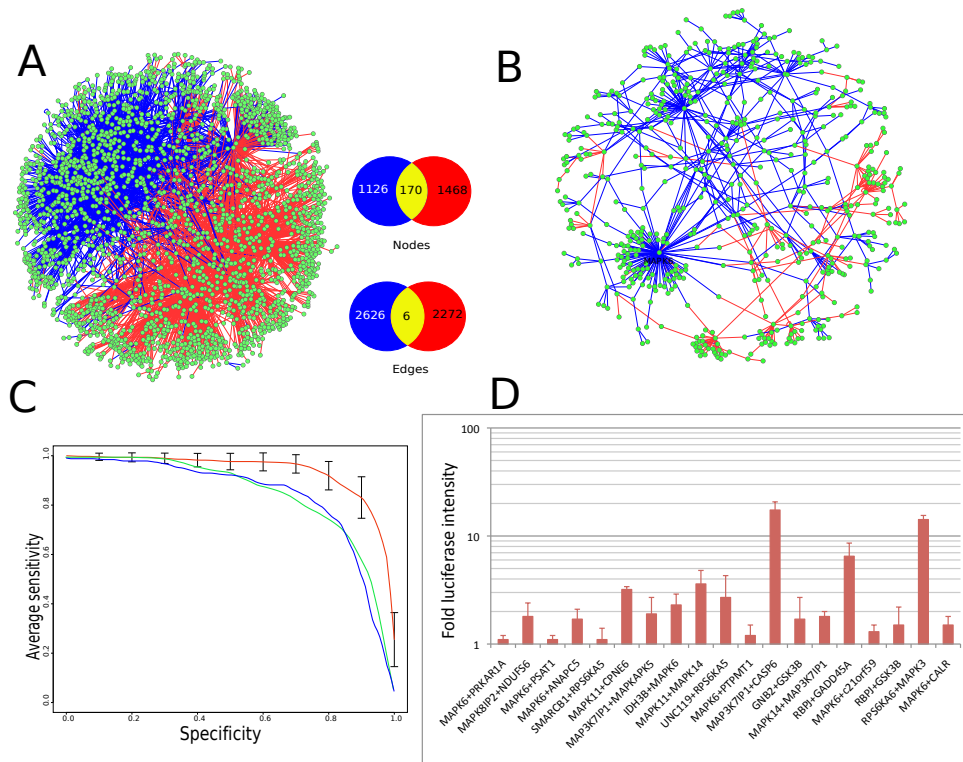 A
B
1126 170 1468
Nodes
2626 6 2272
Edges
C
D
Average sensitivity
1.0
0.8
0.6
0.4
0.2
0.0
0.0 0.2 0.4 0.6 0.8 1.0
Specificity
Fold luciferase intensity
100
10
1
MAPK6+PRKAR1A
MAPK8IP2+NDUFS6
MAPK6+PSAT1
MAPK6+ANAPC5
SMARCB1+RPS6KA5
MAPK11+CPNE6
MAP3K7IP1+MAPKAPK5
IDH3B+MAPK6
MAPK11+MAPK14
UNC119+RPS6KA5
MAPK6+PTPMT1
MAP3K7IP1+CASP6
GNB2+GSK3B
MAPK14+MAP3K7IP1
RBPJ+GADD45A
MAPK6+c21orf59
RBPJ+GSK3B
RPS6KA6+MAPK3
MAPK6+CALR